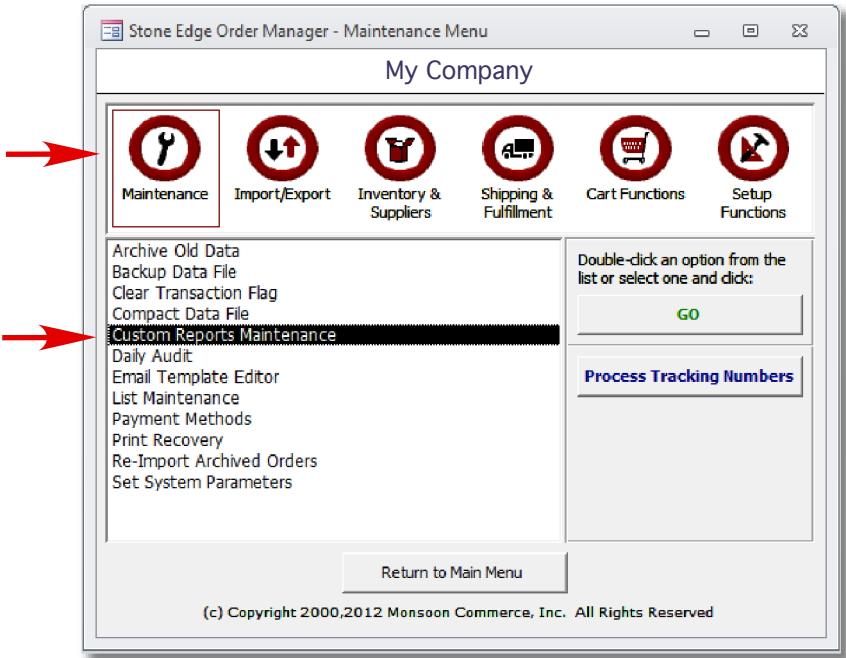 Stone Edge Order Manager - Maintenance Menu
My Company
Maintenance
Import/Export
Inventory &
Suppliers
Shipping &
Fulfillment
Cart Functions
Setup
Functions
Archive Old Data
Backup Data File
Clear Transaction Flag
Compact Data File
Custom Reports Maintenance
Daily Audit
Email Template Editor
List Maintenance
Payment Methods
Print Recovery
Re-Import Archived Orders
Set System Parameters
Double-click an option from the
list or select one and click:
GO
Process Tracking Numbers
Return to Main Menu
(c) Copyright 2000,2012 Monsoon Commerce, Inc. All Rights Reserved